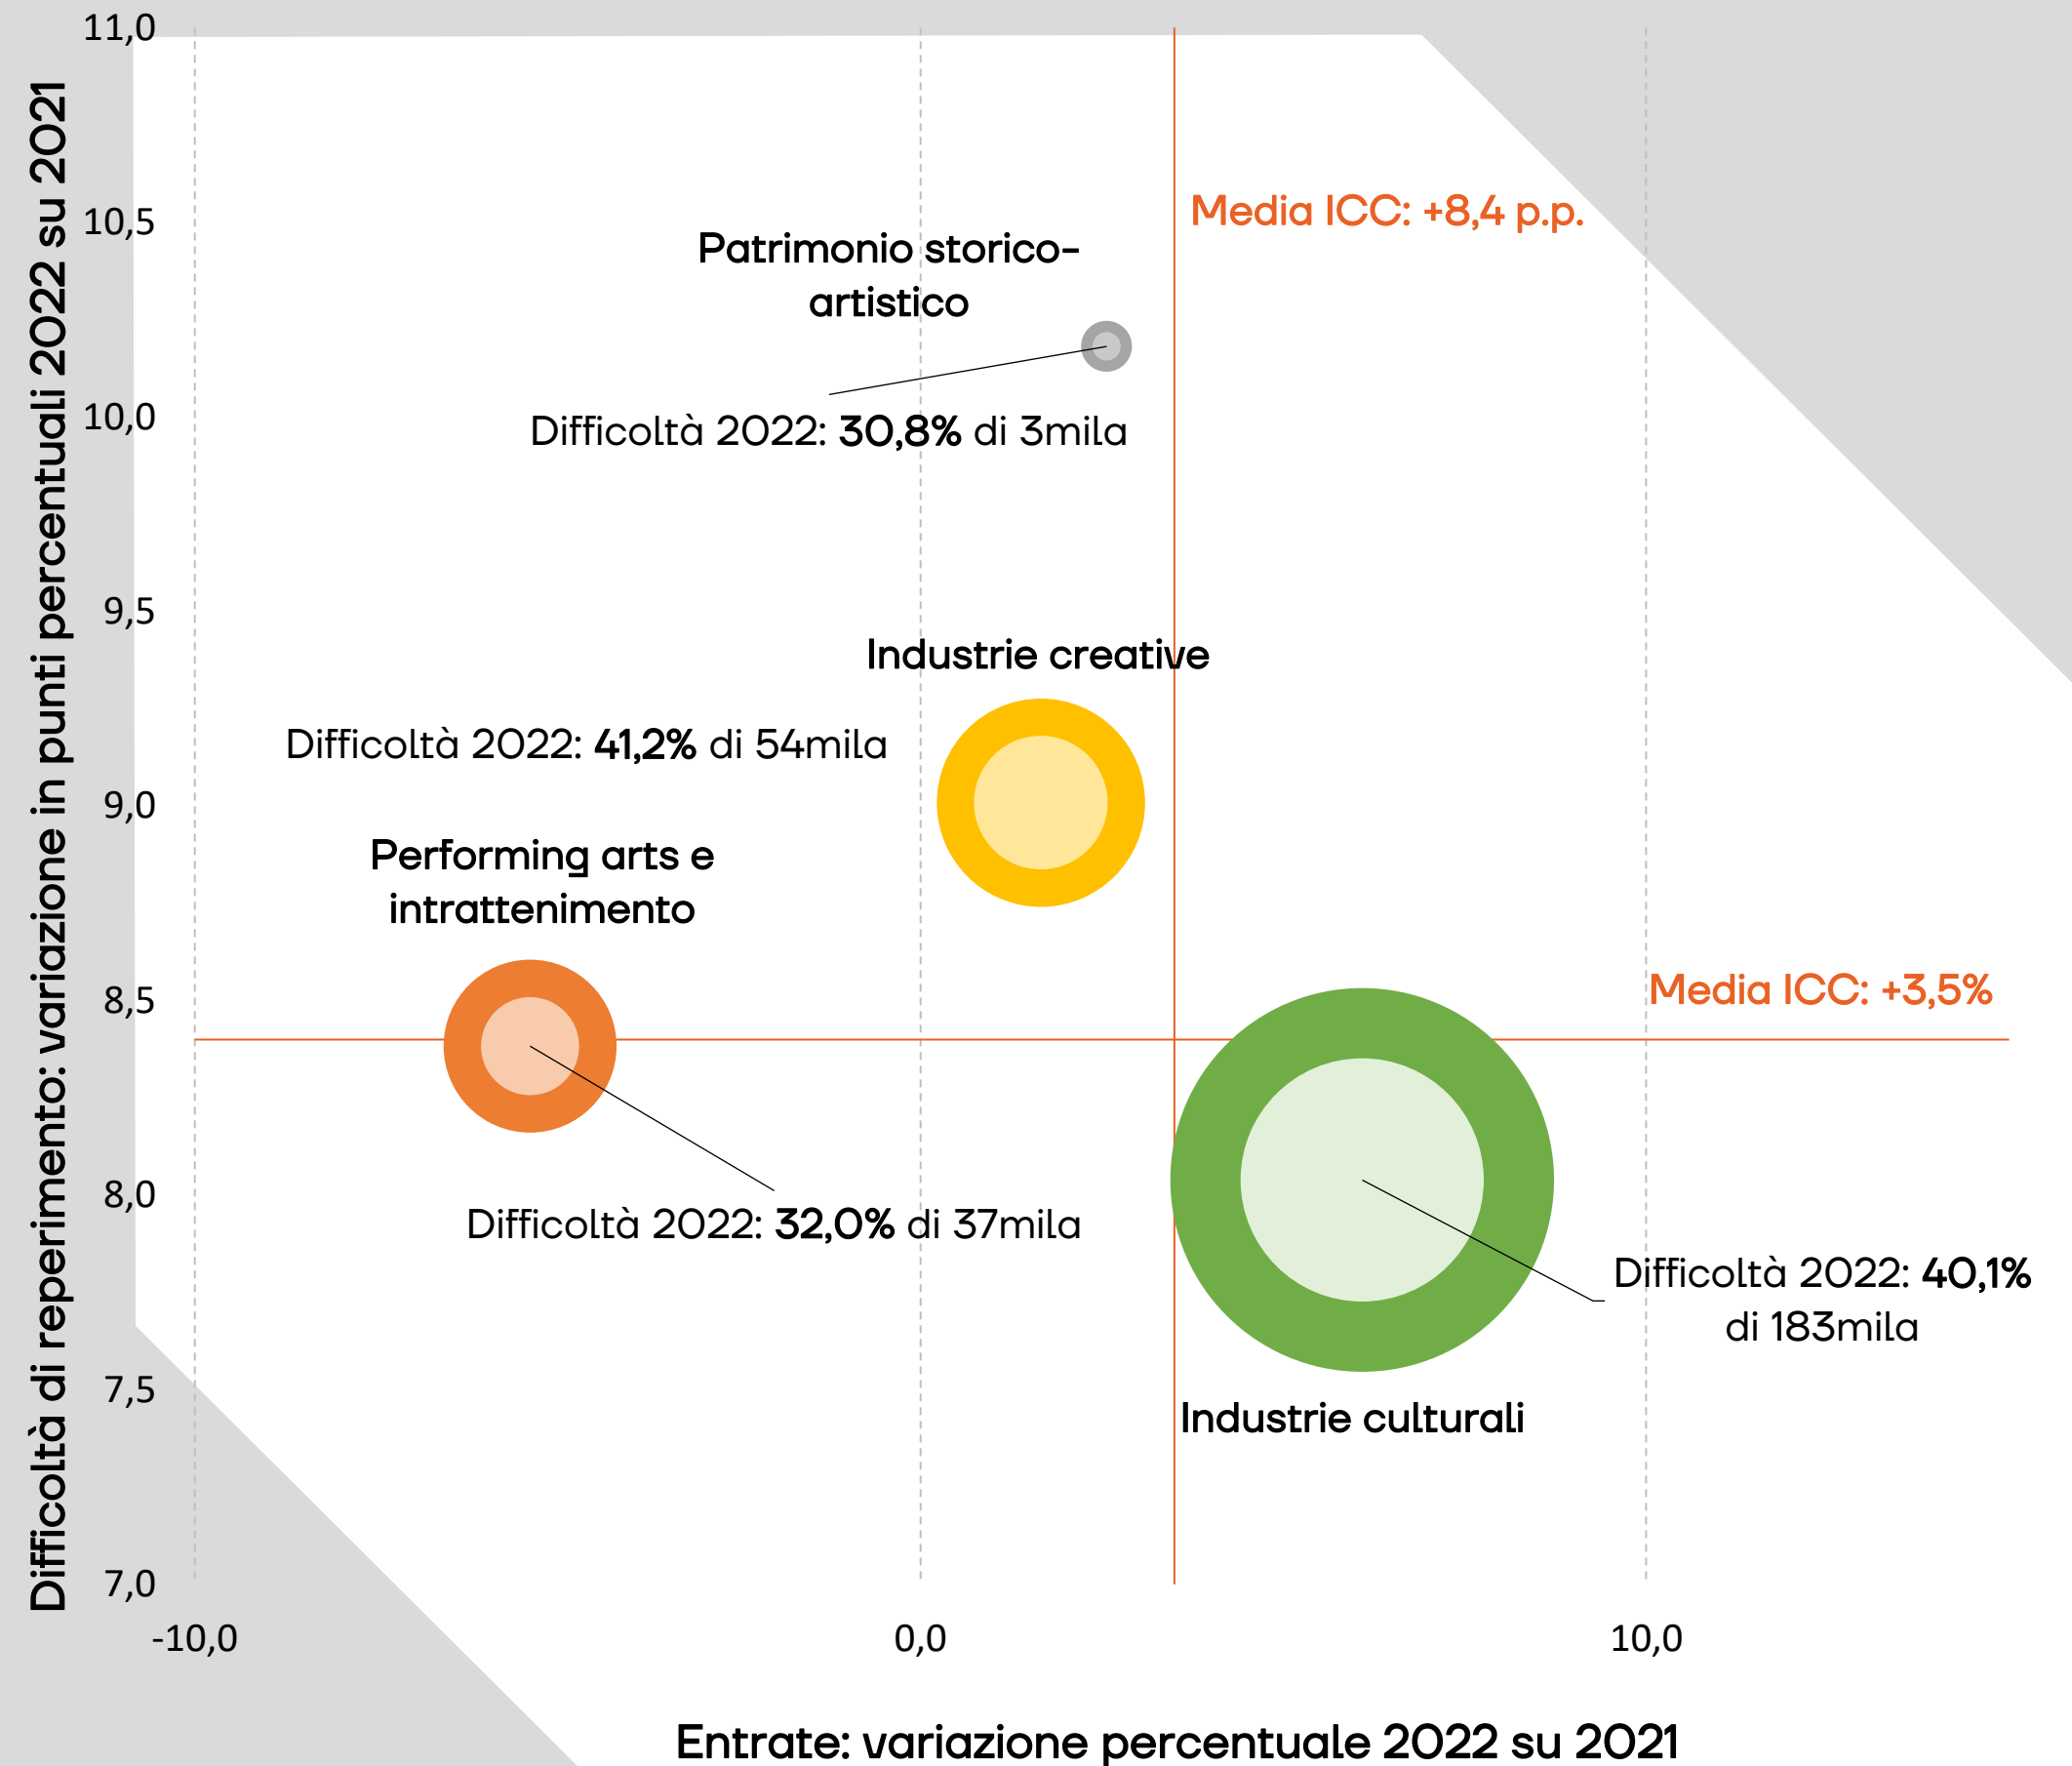 Difficoltà di reperimento: variazione in punti percentuali 2022 su 2021
11,0
10,5
10,0
9,5
9,0
8,5
8,0
7,5
7,0
Media ICC: +8,4 p.p.
Patrimonio storico-
artistico
Difficoltà 2022: 30,8% di 3mila
Industrie creative
Difficoltà 2022: 41,2% di 54mila
Performing arts e
intrattenimento
Media ICC: +3,5%
Difficoltà 2022: 32,0% di 37mila
Difficoltà 2022: 40,1%
di 183mila
Industrie culturali
-10,0
0,0
10,0
Entrate: variazione percentuale 2022 su 2021